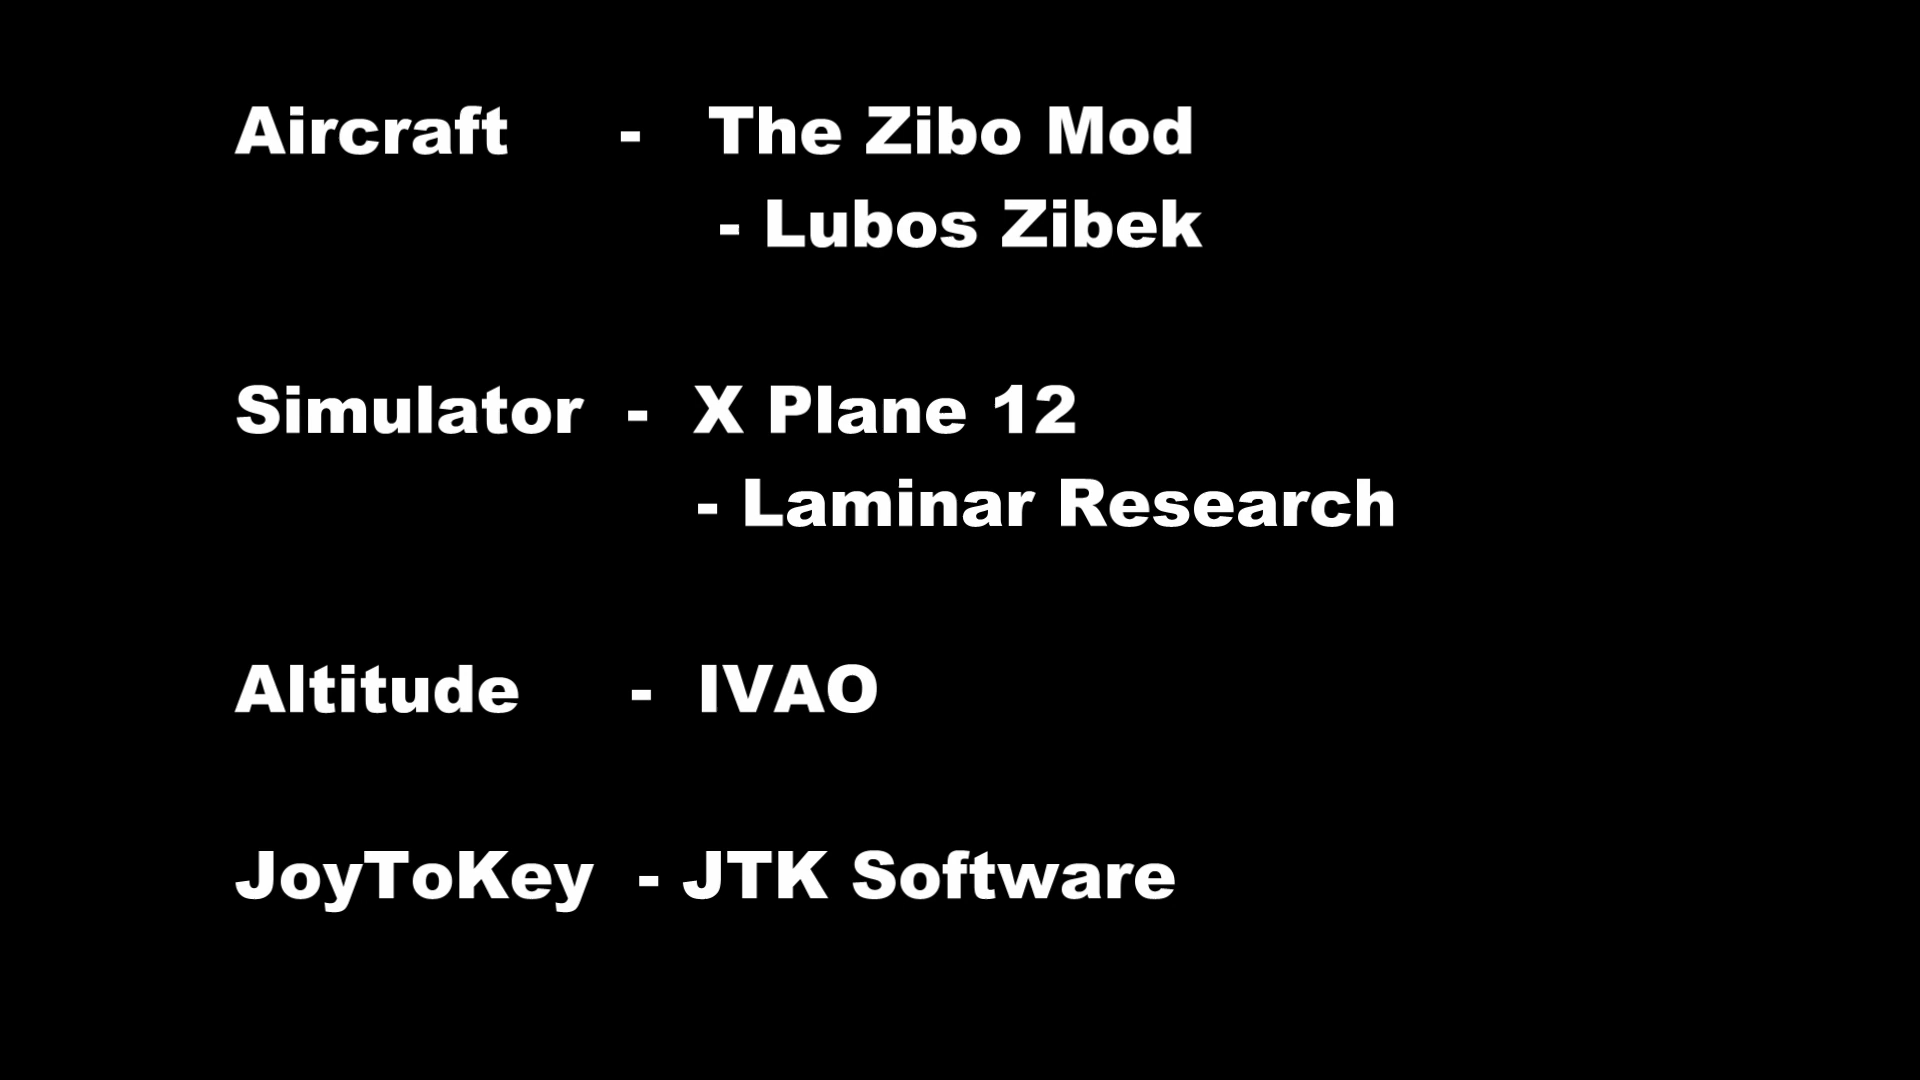 Aircraft - The Zibo Mod
- Lubos Zibek
Simulator - X Plane 12
- Laminar Research
Altitude - IVAO
JoyToKey - JTK Software